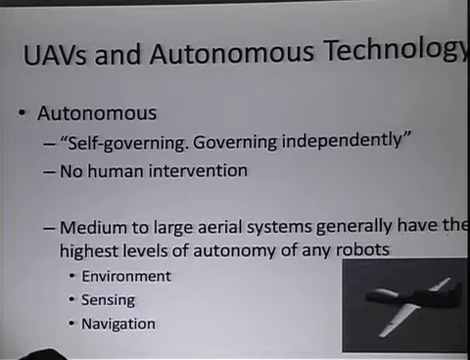 UAVs and Autonomous Technology
• Autonomous
– “Self-governing. Governing independently”
– No human intervention
– Medium to large aerial systems generally have the
highest levels of autonomy of any robots
• Environment
• Sensing
• Navigation